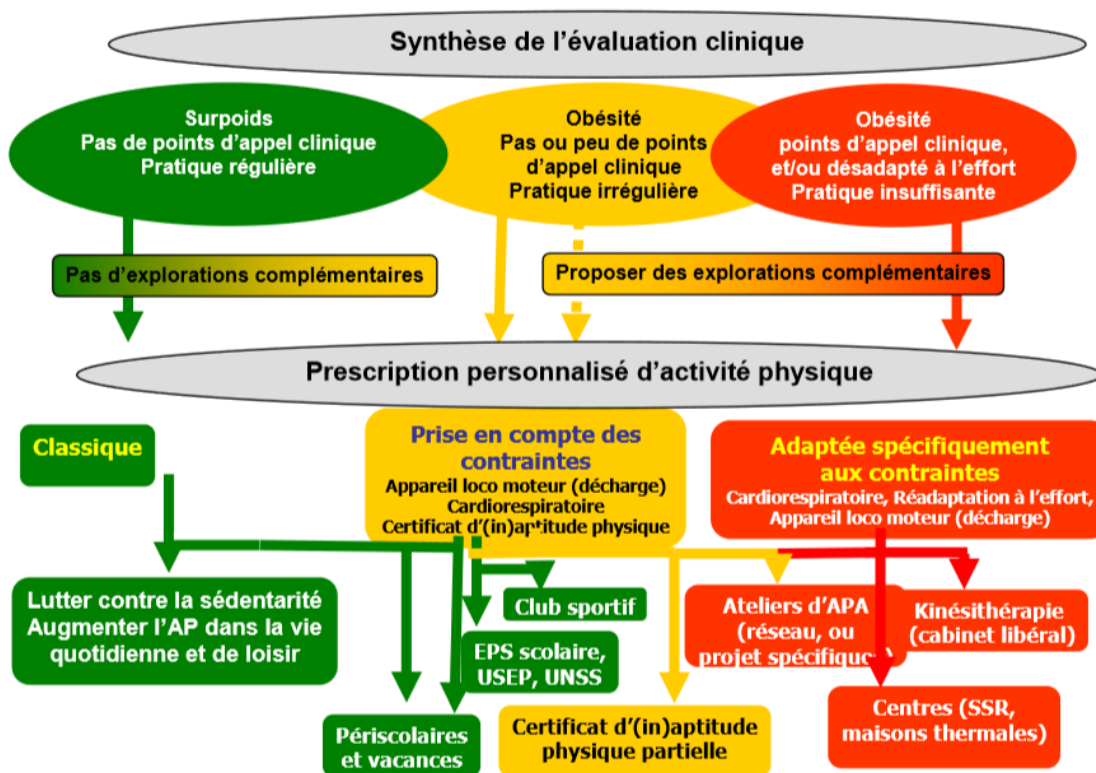 Synthèse de l'évaluation clinique
Surpoids
Pas de points d'appel clinique
Pratique régulière
Obésité
Pas ou peu de points
d'appel clinique
Pratique irrégulière
Obésité
points d'appel clinique,
et/ou désadapté à l'effort
Pratique insuffisante
Pas d'explorations complémentaires
Proposer des explorations complémentaires
Prescription personnalisé d'activité physique
Classique
Prise en compte des
contraintes
Appareil loco moteur (décharge)
Cardiorespiratoire
Certificat d'(in)aptitude physique
Adaptée spécifiquement
aux contraintes
Cardiorespiratoire, Réadaptation à l'effort,
Appareil loco moteur (décharge)
Lutter contre la sédentarité
Augmenter l'AP dans la vie
quotidienne et de loisir
Club sportif
EPS scolaire,
USEP, UNSS
Périscolaires
et vacances
Certificat d'(in)aptitude
physique partielle
Ateliers d'APA
(réseau, ou
projet spécifiques)
Kinésithérapie
(cabinet libéral)
Centres (SSR,
maisons thermales)